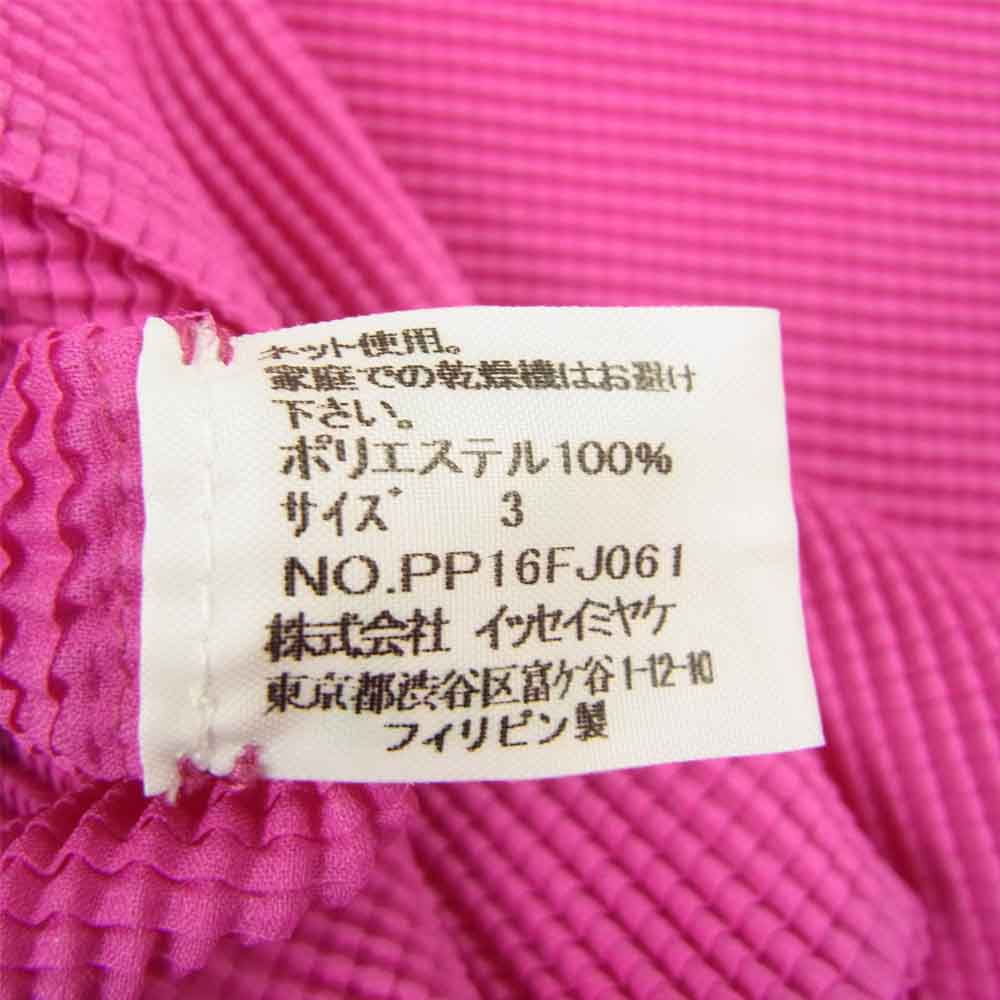 ネット使用。
家庭での乾燥機はお避け
下さい。
ポリエステル100%
サイズ 3
NO.PP16FJ061
株式会社 イッセイミヤケ
東京都渋谷区富ケ谷1-12-10
フィリピン製